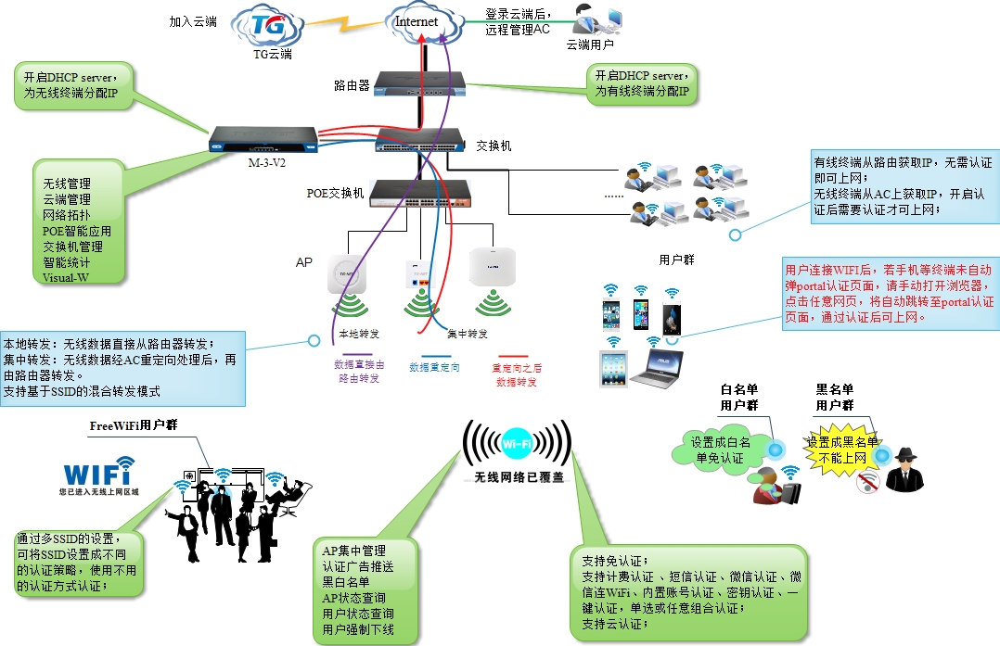 加入云端
TG
TG云端
Internet
登录云端后，
远程管理AC
云端用户
开启DHCP server，
为无线终端分配IP
路由器
开启DHCP server，
为有线终端分配IP
M-3-V2
交换机
无线管理
云端管理
网络拓扑
POE智能应用
交换机管理
智能统计
Visual-W
POE交换机
......
有线终端从路由获取IP，无需认证
即可上网；
无线终端从AC上获取IP，开启认
证后需要认证才可上网；
AP
TG-NET
TG-NET
TG-NET
用户群
用户连接WIFI后，若手机等终端未自动
弹portal认证页面，请手动打开浏览器，
点击任意网页，将自动跳转至portal认证
页面，通过认证后可上网。
本地转发
集中转发
本地转发：无线数据直接从路由器转发；
集中转发：无线数据经AC重定向处理后，再
由路由器转发。
支持基于SSID的混合转发模式
数据直接由
路由转发
数据重定向
重定向之后
数据转发
白名单
用户群
黑名单
用户群
设置成白名
单免认证
设置成黑名单
不能上网
FreeWiFi用户群
WIFi
您已进入无线上网区域
Wi-Fi
无线网络已覆盖
通过多SSID的设置，
可将SSID设置成不同
的认证策略，使用不用
的认证方式认证；
AP集中管理
认证广告推送
黑白名单
AP状态查询
用户状态查询
用户强制下线
支持免认证；
支持计费认证 、短信认证、微信认证、微
信连WiFi、内置账号认证、密钥认证、一
键认证，单选或任意组合认证；
支持云认证；